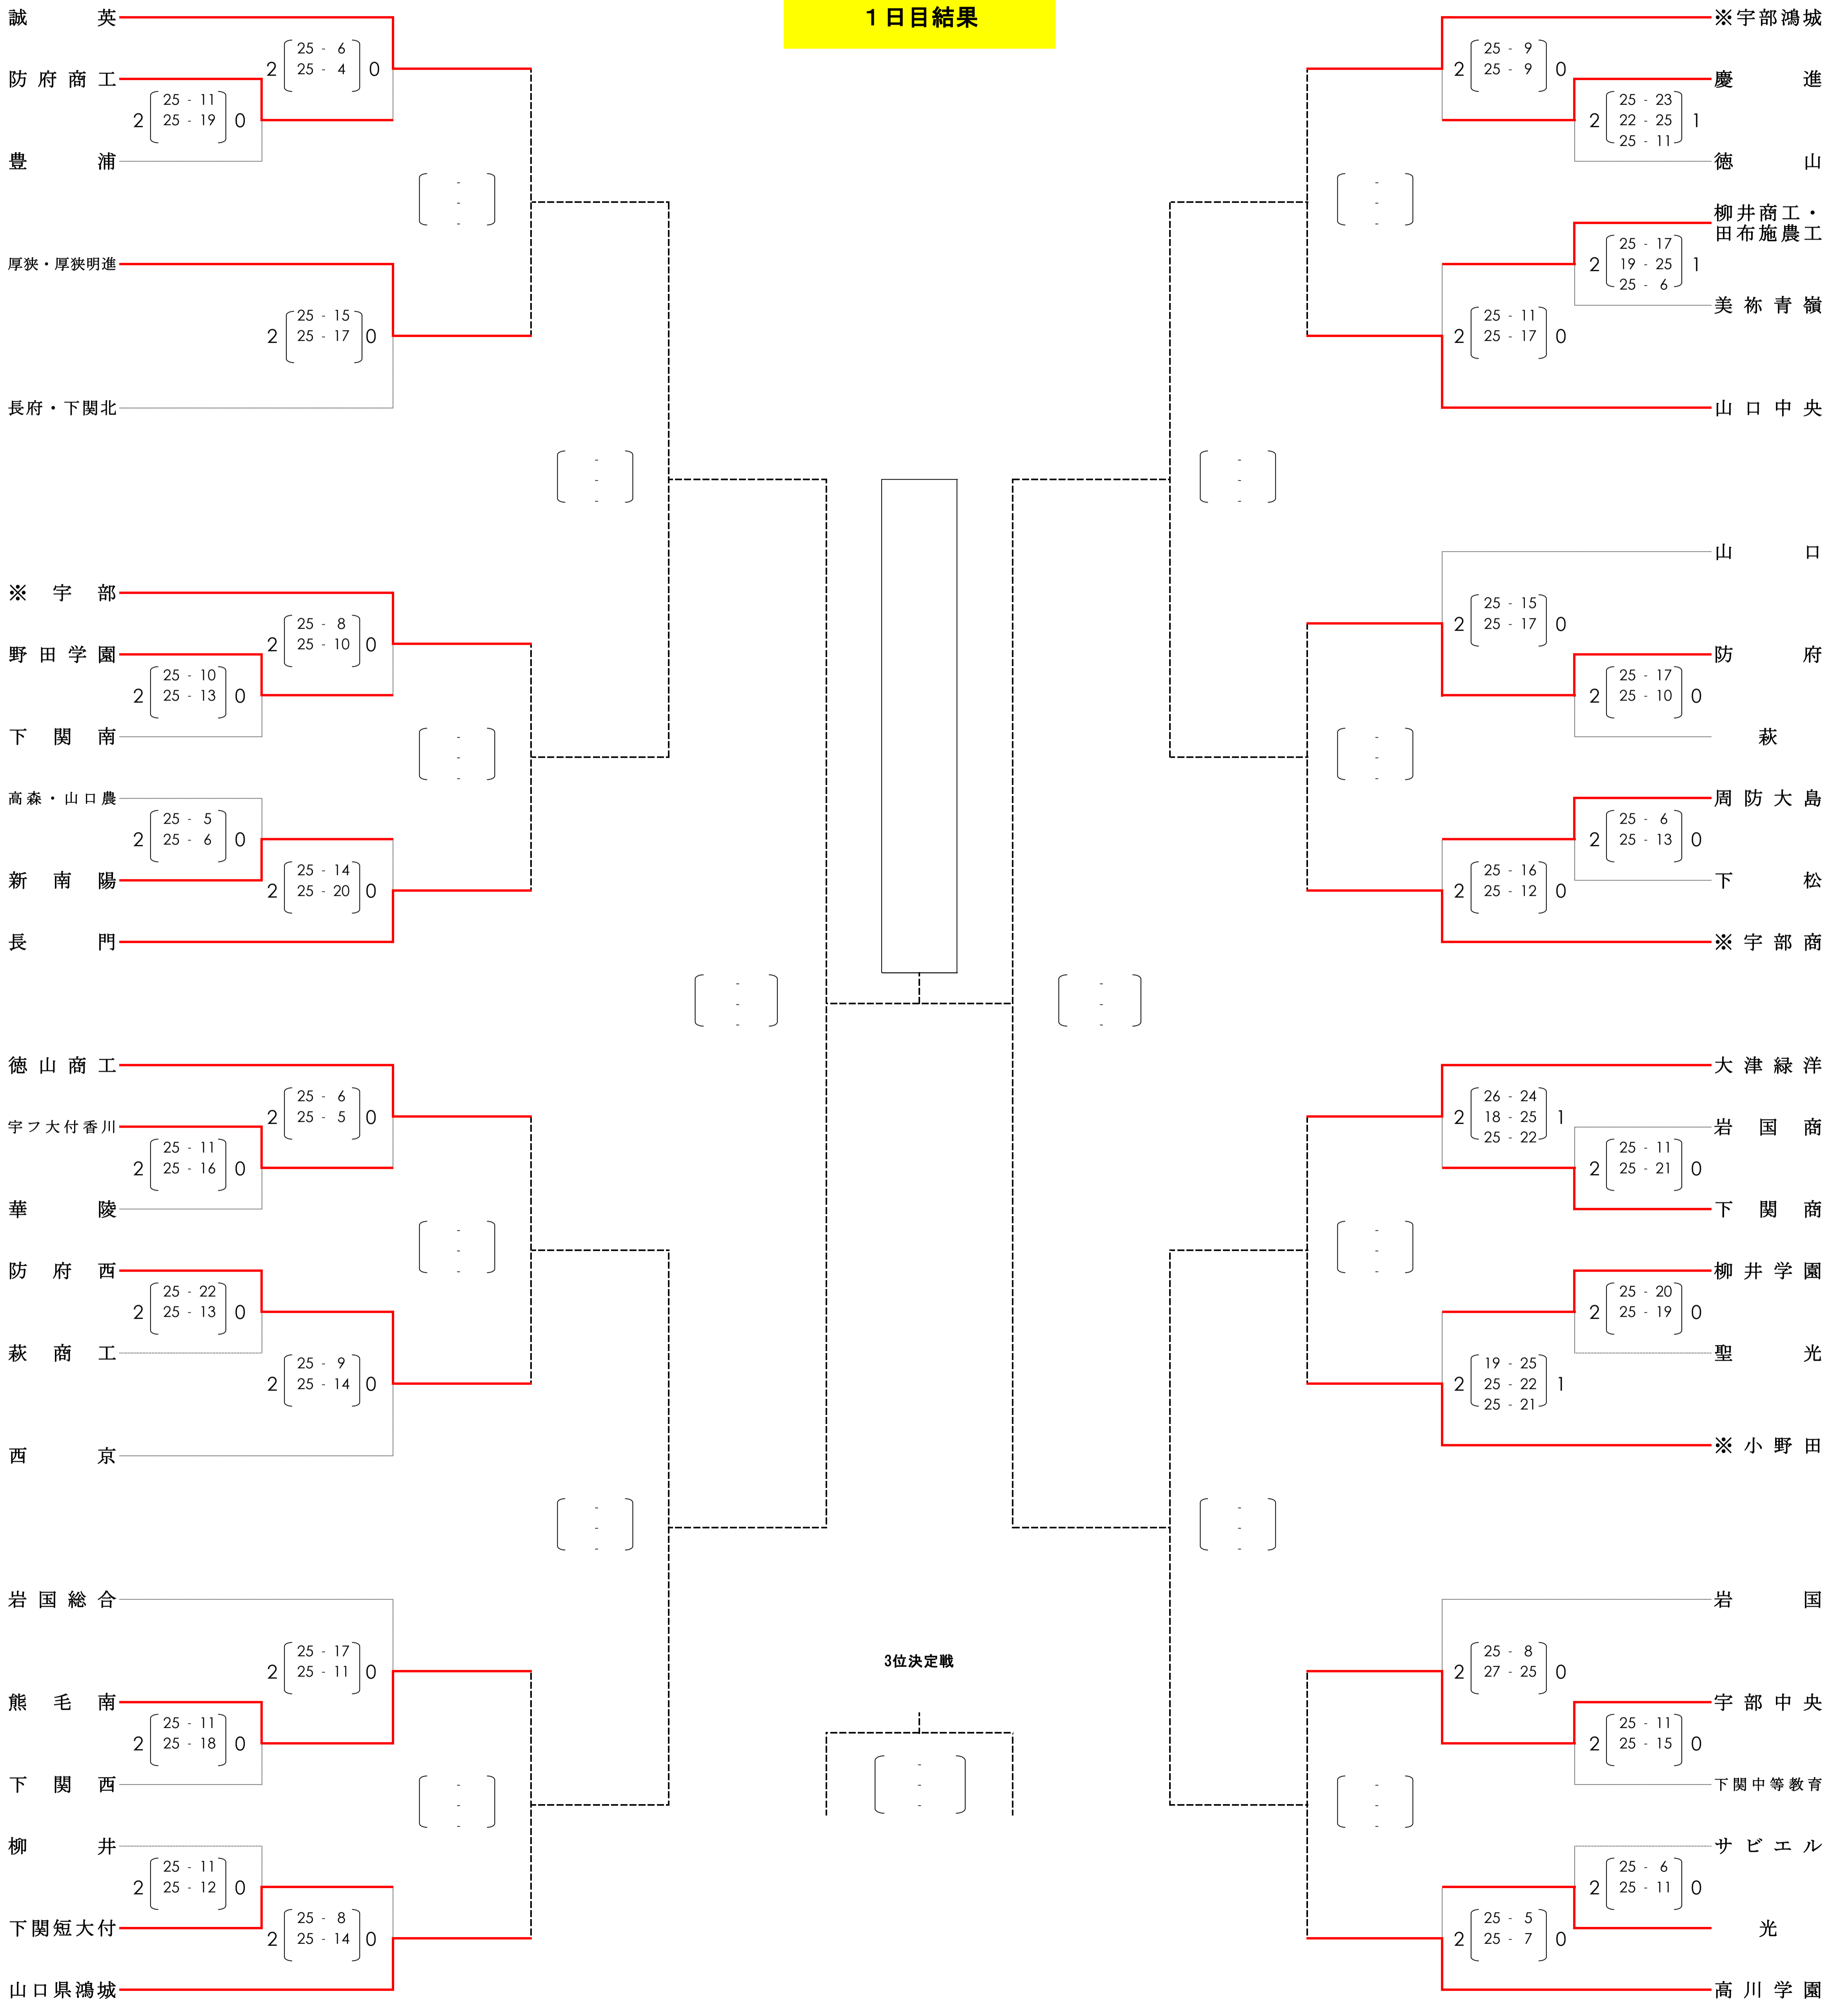 1日目結果
誠英
2 25 - 6 0
25 - 4
防府商工
2 25 - 11 0
25 - 19
豊浦
-
-
-
厚狭・厚狭明進
2 25 - 15 0
25 - 17
長府・下関北
-
-
-
※宇部
2 25 - 8 0
25 - 10
野田学園
2 25 - 10 0
25 - 13
下関南
-
-
-
高森・山口農
2 25 - 5 0
25 - 6
新南陽
2 25 - 14 0
25 - 20
長門
-
-
-
徳山商工
2 25 - 6 0
25 - 5
宇フ大付香川
2 25 - 11 0
25 - 16
華陵
-
-
-
防府西
2 25 - 22 0
25 - 13
萩商工
2 25 - 9 0
25 - 14
西京
-
-
-
岩国総合
2 25 - 17 0
25 - 11
熊毛南
2 25 - 11 0
25 - 18
下関西
-
-
-
柳井
2 25 - 11 0
25 - 12
下関短大付
2 25 - 8 0
25 - 14
山口県鴻城
※宇部鴻城
2 25 - 9 0
25 - 9
慶進
25 - 23
2 22 - 25 1
25 - 11
徳山
-
-
-
柳井商工・
田布施農工
25 - 17
2 19 - 25 1
25 - 6
美祢青嶺
2 25 - 11 0
25 - 17
山口中央
-
-
-
山口
2 25 - 15 0
25 - 17
防府
2 25 - 17 0
25 - 10
萩
-
-
-
周防大島
2 25 - 6 0
25 - 13
下松
2 25 - 16 0
25 - 12
※宇部商
-
-
-
大津緑洋
26 - 24
2 18 - 25 1
25 - 22
岩国商
2 25 - 11 0
25 - 21
下関商
-
-
-
柳井学園
2 25 - 20 0
25 - 19
聖光
19 - 25
2 25 - 22 1
25 - 21
※小野田
-
-
-
岩国
2 25 - 8 0
27 - 25
宇部中央
2 25 - 11 0
25 - 15
下関中等教育
-
-
-
サビエル
2 25 - 6 0
25 - 11
光
2 25 - 5 0
25 - 7
高川学園
3位決定戦
-
-
-